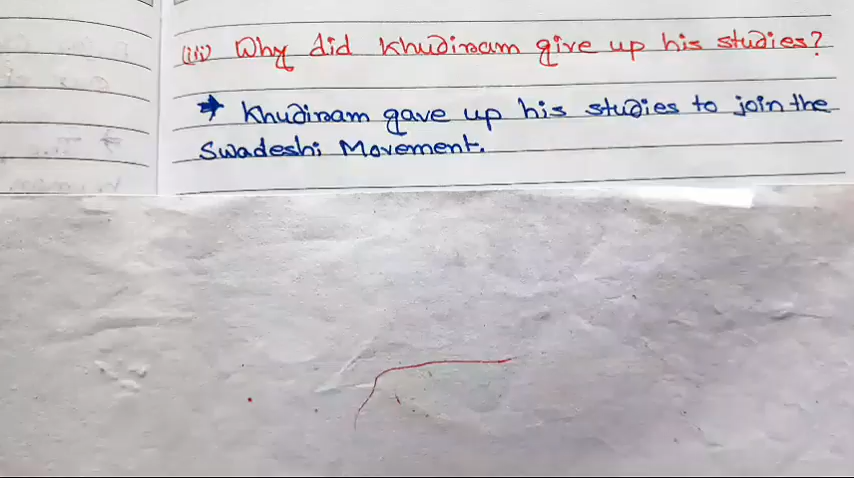 (iii) Why did Khudiram give up his studies?
→ Khudiram gave up his studies to join the
Swadeshi Movement.